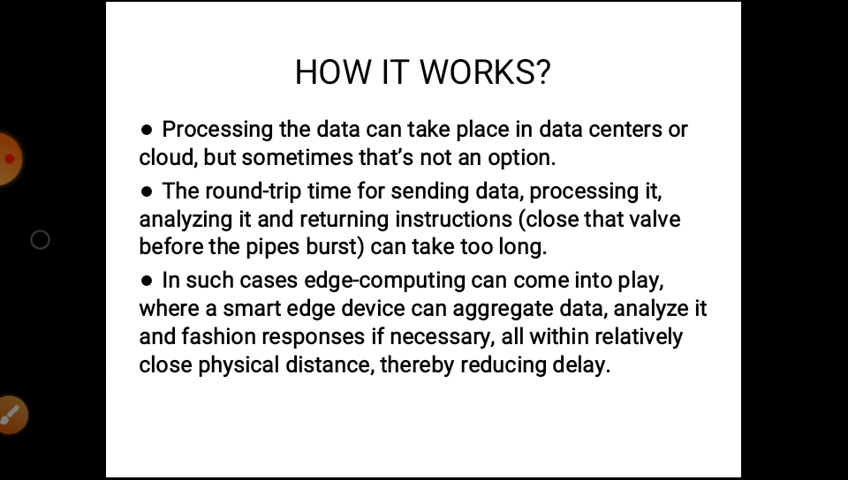 HOW IT WORKS?
● Processing the data can take place in data centers or
cloud, but sometimes that’s not an option.
● The round-trip time for sending data, processing it,
analyzing it and returning instructions (close that valve
before the pipes burst) can take too long.
● In such cases edge-computing can come into play,
where a smart edge device can aggregate data, analyze it
and fashion responses if necessary, all within relatively
close physical distance, thereby reducing delay.